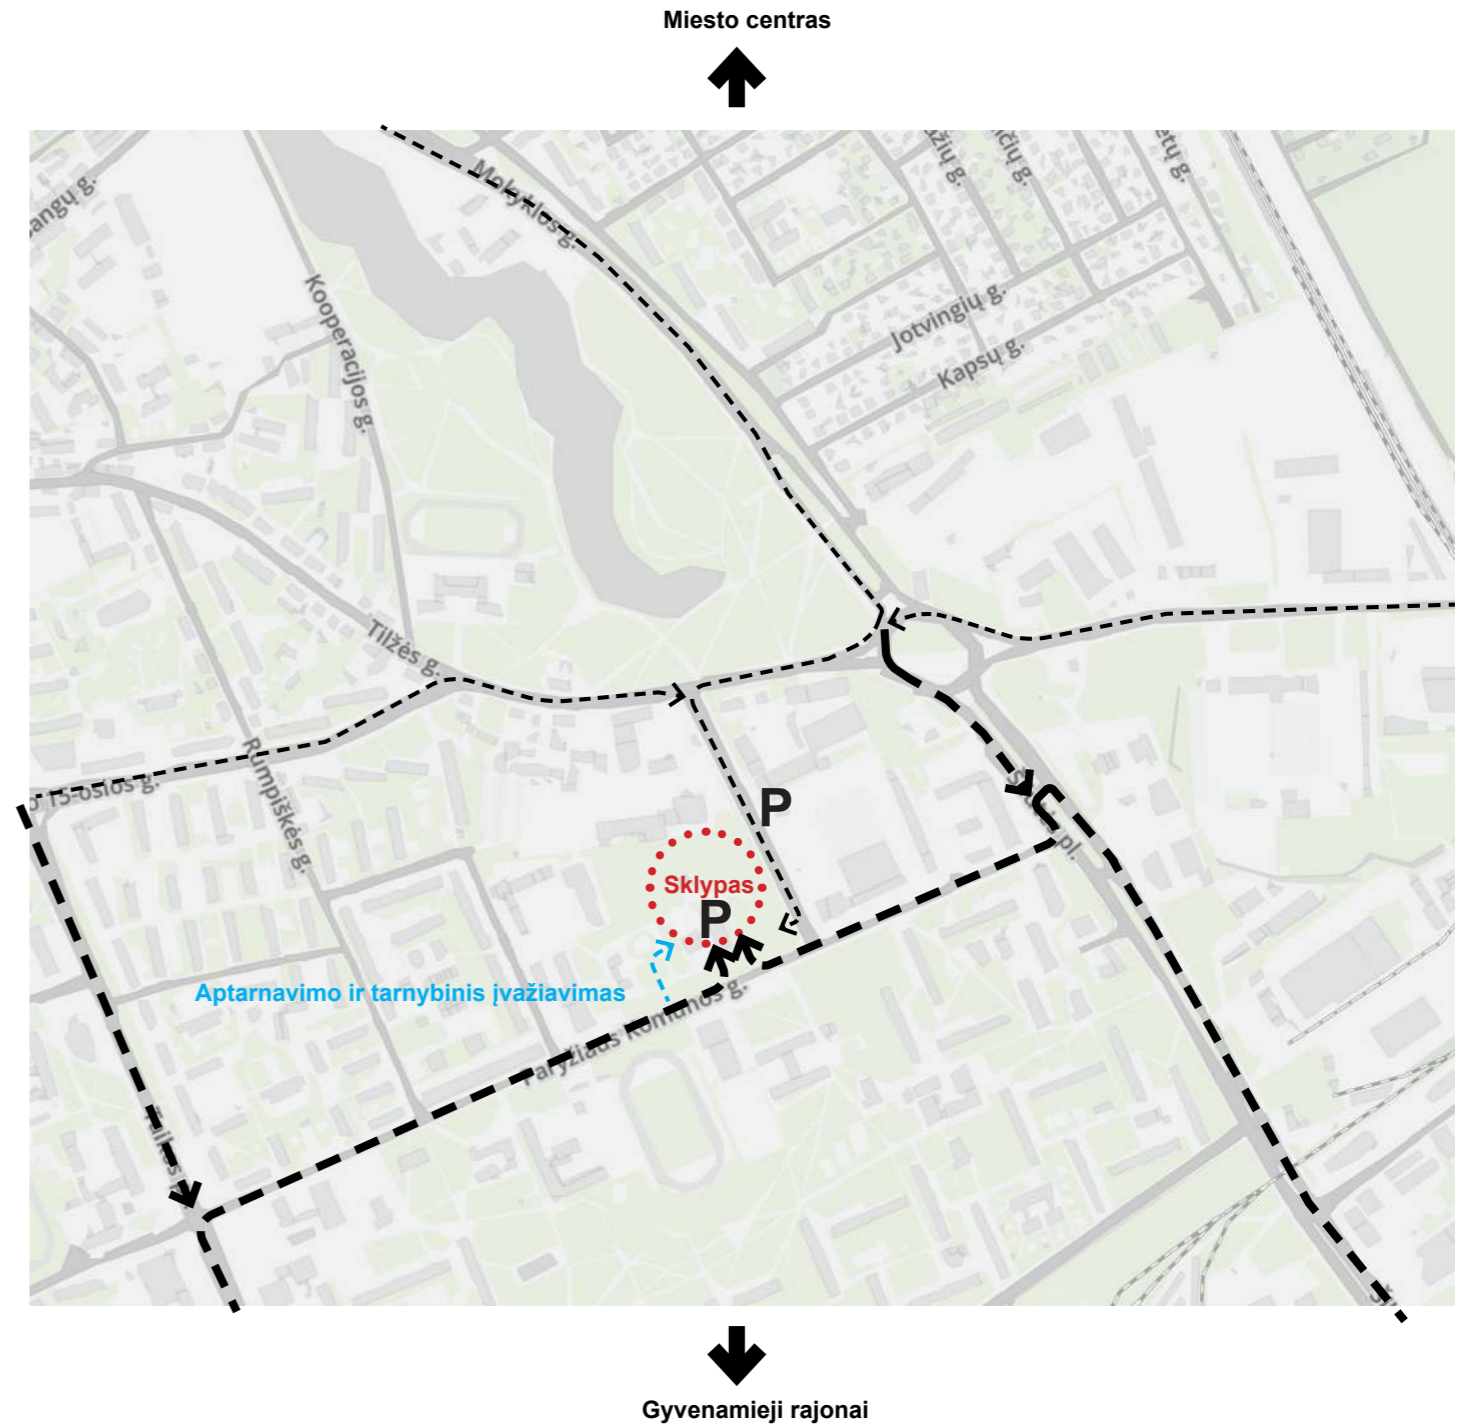 Miesto centras
Mokyklos g.
Kooperacijos g.
Jotvingių g.
Kapsų g.
Tilžės g.
15-osios g.
Rumpiškės g.
pl.
P
Sklypas
P
Aptarnavimo ir tarnybinis įvažiavimas
Paryžiaus Komunos g.
Gyvenamieji rajonai